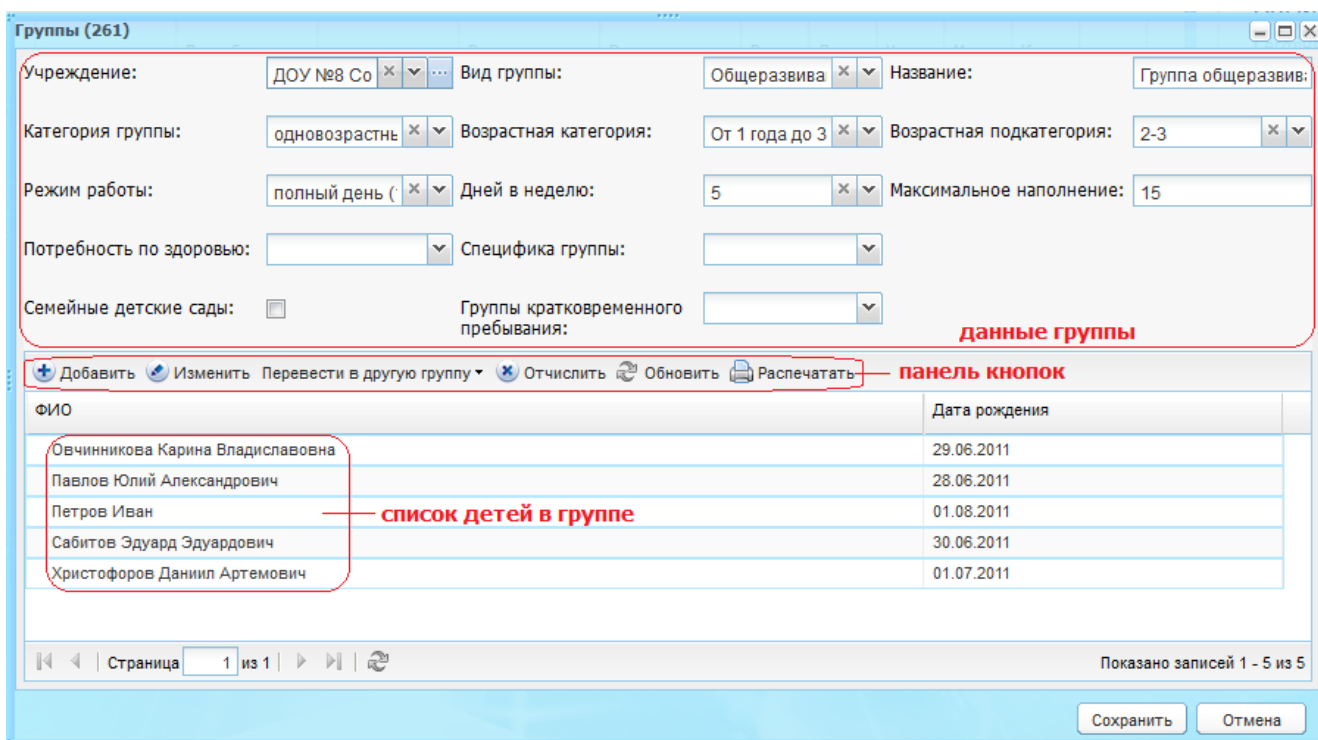 Группы (261)
Учреждение: ДОУ №8 Со Вид группы: Общеразвива Название: Группа общеразвив
Категория группы: одновозрастнь Возрастная категория: От 1 года до 3 Возрастная подкатегория: 2-3
Режим работы: полный день ( Дней в неделю: 5 Максимальное наполнение: 15
Потребность по здоровью: Специфика группы:
Семейные детские сады: Группы кратковременного
пребывания:
данные группы
Добавить Изменить Перевести в другую группу Отчислить Обновить Распечатать панель кнопок
ФИО Дата рождения
Овчинникова Карина Владиславовна 29.06.2011
Павлов Юлий Александрович 28.06.2011
Петров Иван 01.08.2011
список детей в группе
Сабитов Эдуард Эдуардович 30.06.2011
Христофоров Даниил Артемович 01.07.2011
Страница 1 из 1 Показано записей 1 - 5 из 5
Сохранить Отмена